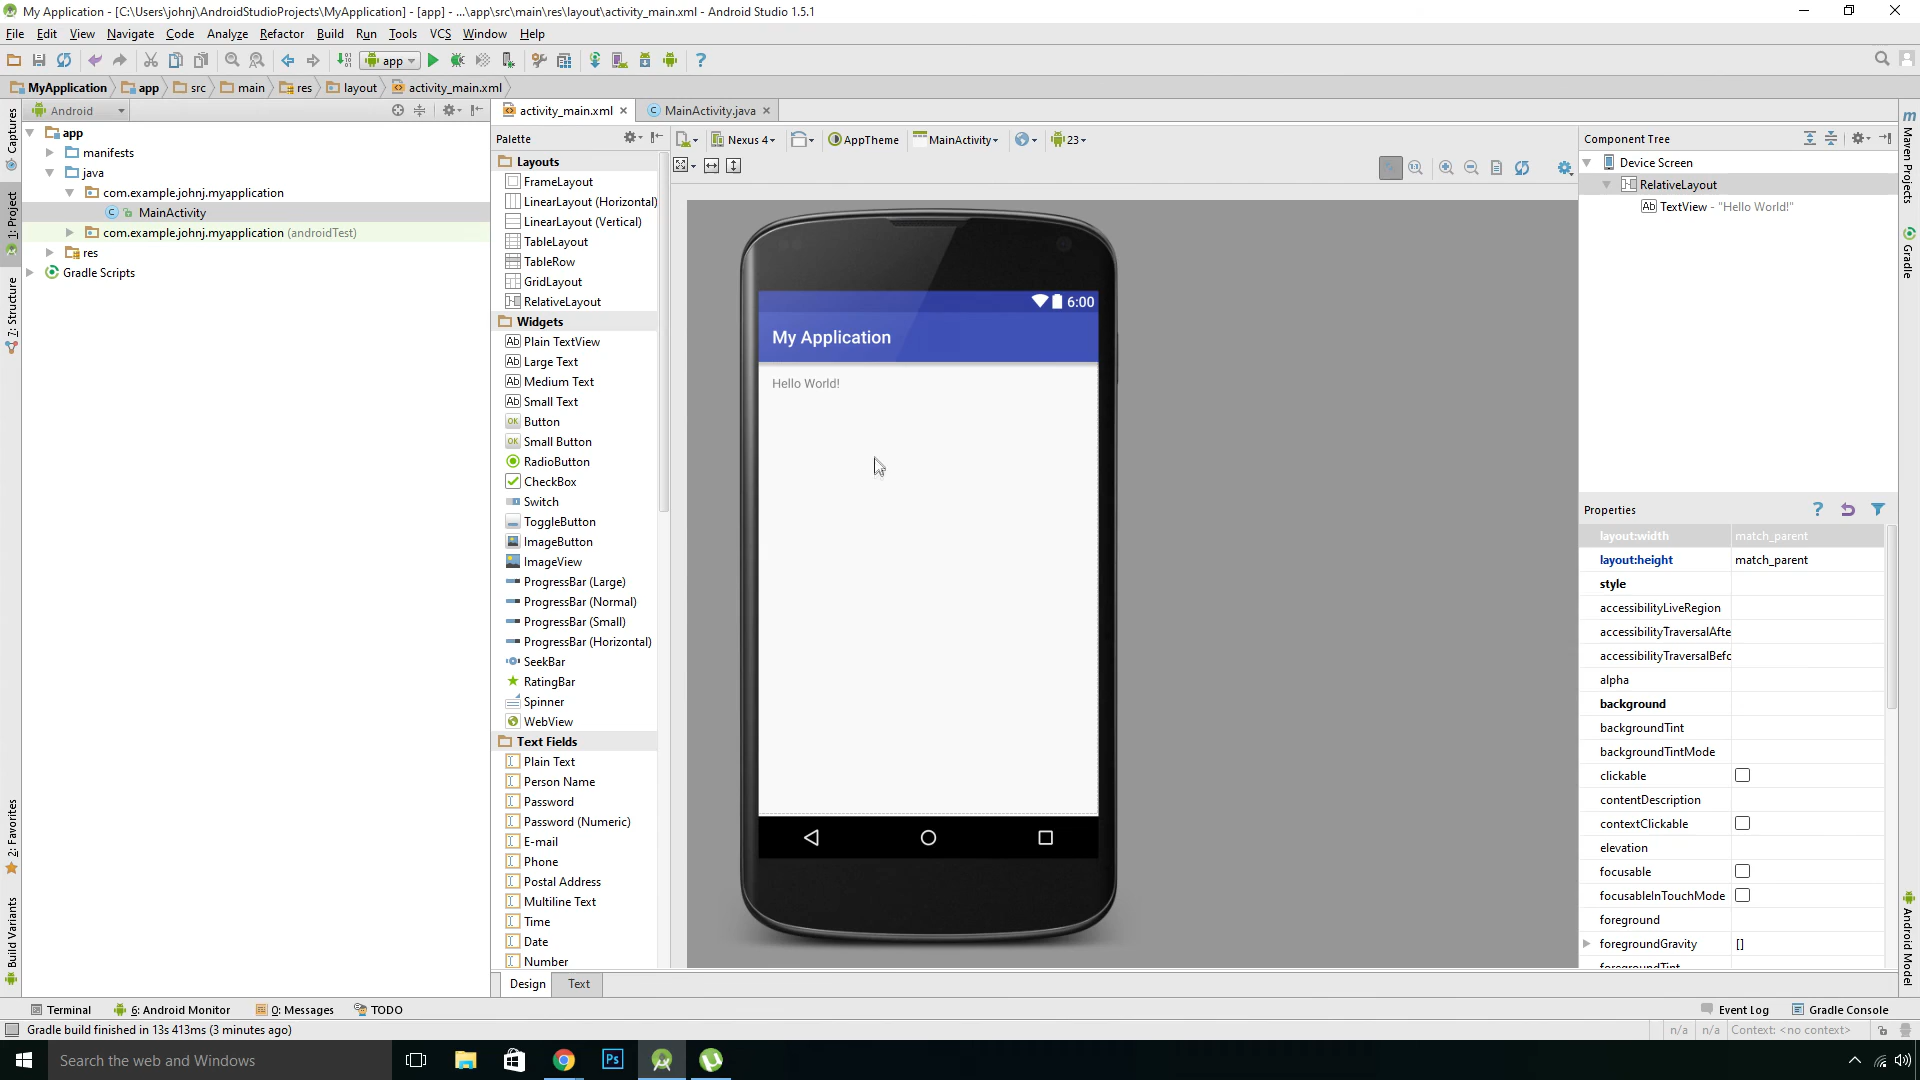 My Application - [C:\Users\johnj\AndroidStudioProjects\MyApplication] - [app] - ...\app\src\main\res\layout\activity_main.xml - Android Studio 1.5.1
File Edit View Navigate Code Analyze Refactor Build Run Tools VCS Window Help
app
MyApplication app src main res layout activity_main.xml
Captures
1: Project
7: Structure
2: Favorites
Build Variants
Android
app
manifests
java
com.example.johnj.myapplication
MainActivity
com.example.johnj.myapplication (androidTest)
res
Gradle Scripts
activity_main.xml MainActivity.java
Palette
Layouts
FrameLayout
LinearLayout (Horizontal)
LinearLayout (Vertical)
TableLayout
TableRow
GridLayout
RelativeLayout
Widgets
Plain TextView
Large Text
Medium Text
Small Text
Button
Small Button
RadioButton
CheckBox
Switch
ToggleButton
ImageButton
ImageView
ProgressBar (Large)
ProgressBar (Normal)
ProgressBar (Small)
ProgressBar (Horizontal)
SeekBar
RatingBar
Spinner
WebView
Text Fields
Plain Text
Person Name
Password
Password (Numeric)
E-mail
Phone
Postal Address
Multiline Text
Time
Date
Number
Nexus 4 AppTheme MainActivity 23
6:00
My Application
Hello World!
Design Text
Component Tree
Device Screen
RelativeLayout
TextView - "Hello World!"
Properties
layout:width match_parent
layout:height match_parent
style
accessibilityLiveRegion
accessibilityTraversalAfte
accessibilityTraversalBefo
alpha
background
backgroundTint
backgroundTintMode
clickable
contentDescription
contextClickable
elevation
focusable
focusableInTouchMode
foreground
foregroundGravity []
foregroundTint
Maven Projects
Gradle
Android Model
Terminal 6: Android Monitor 0: Messages TODO Event Log Gradle Console
Gradle build finished in 13s 413ms (3 minutes ago) n/a n/a Context: <no context>
Search the web and Windows
Ps